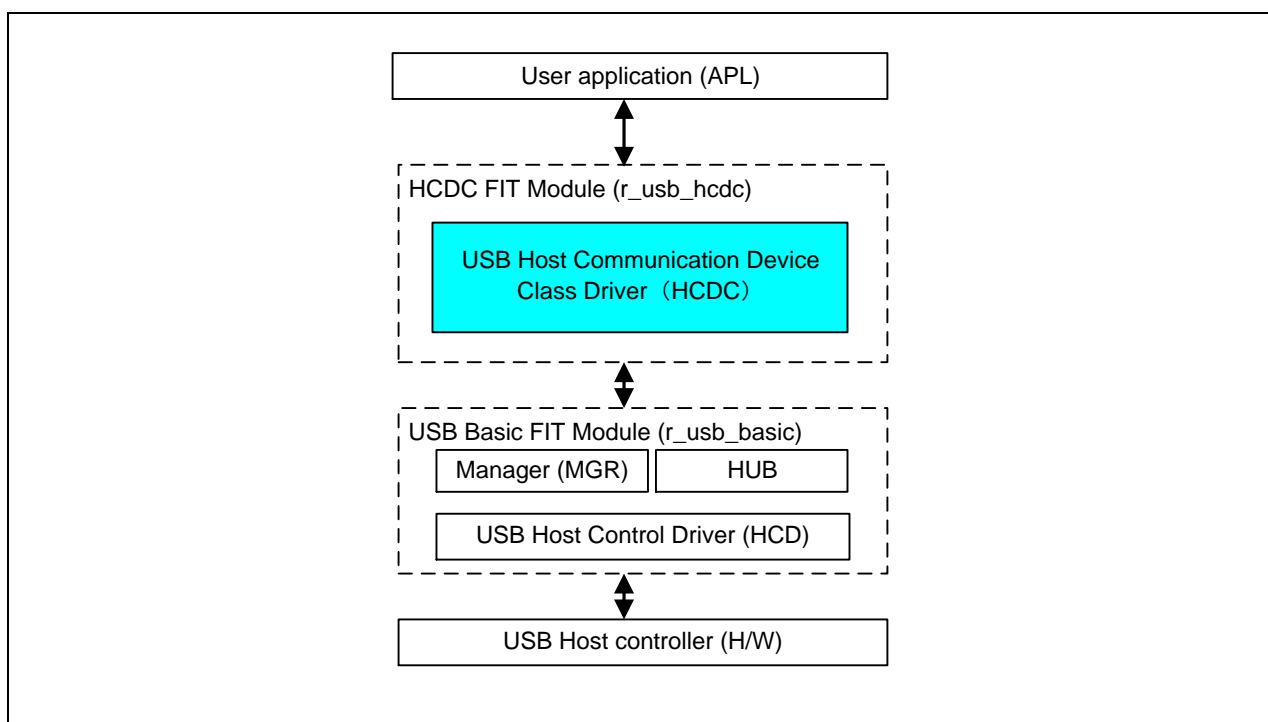 User application (APL)
HCDC FIT Module (r_usb_hcdc)
USB Host Communication Device
Class Driver（HCDC）
USB Basic FIT Module (r_usb_basic)
Manager (MGR)
HUB
USB Host Control Driver (HCD)
USB Host controller (H/W)